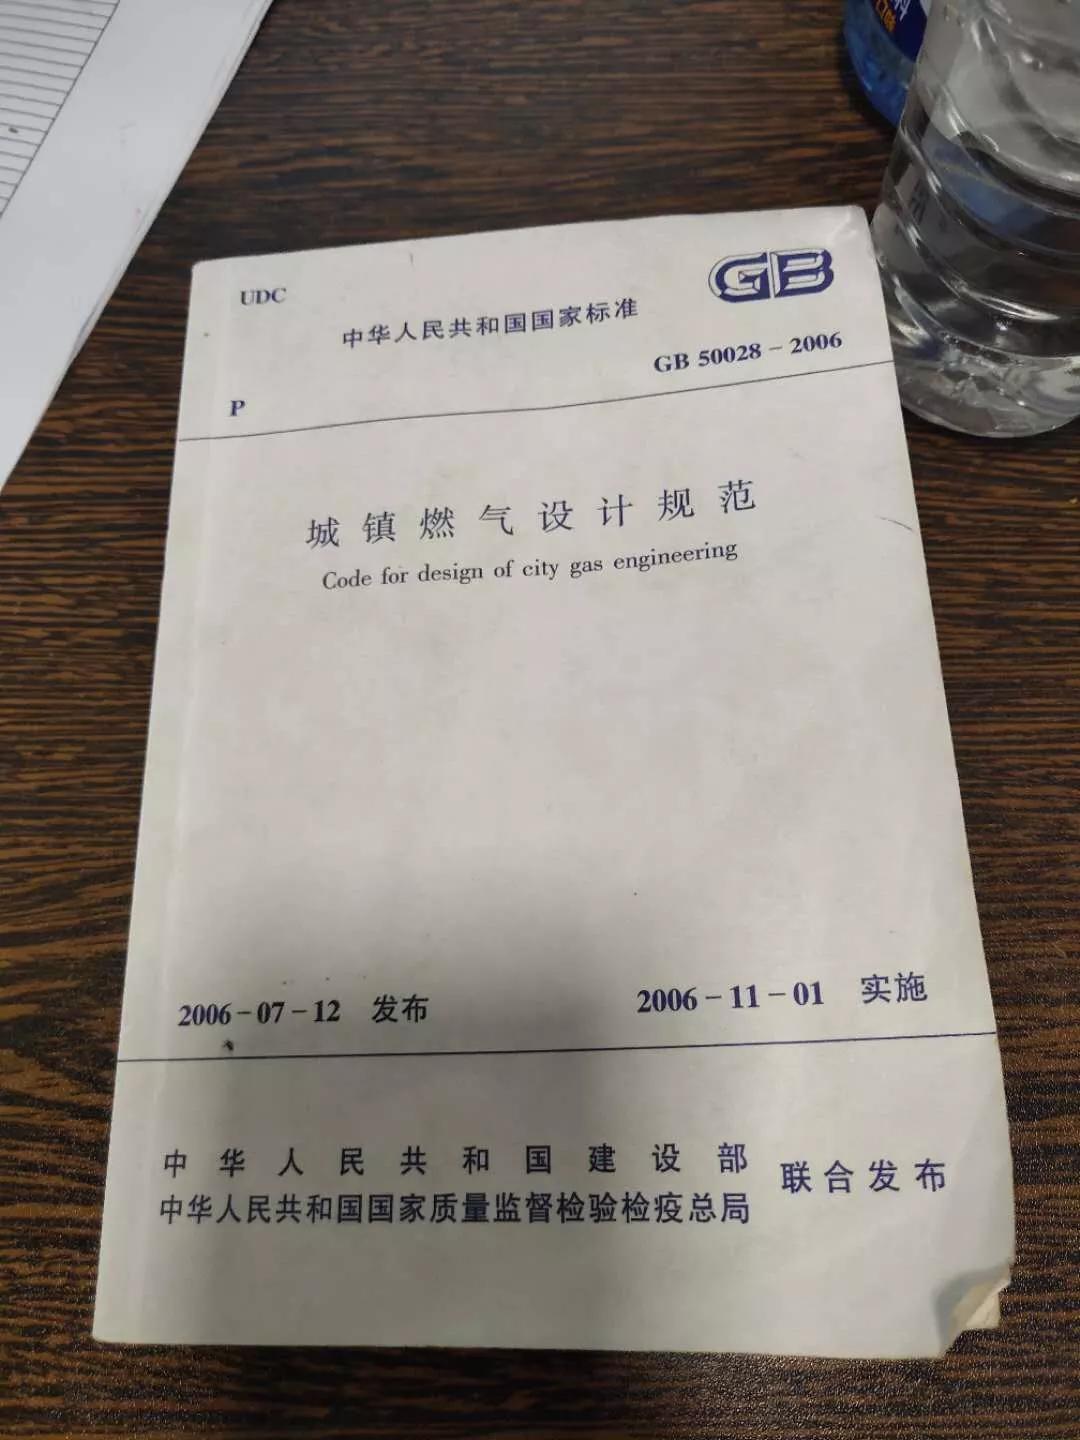 UDC
GB
中华人民共和国国家标准
GB 50028-2006
P
城镇燃气设计规范
Code for design of city gas engineering
2006-07-12 发布
2006-11-01 实施
中华人民共和国建设部
中华人民共和国国家质量监督检验检疫总局
联合发布